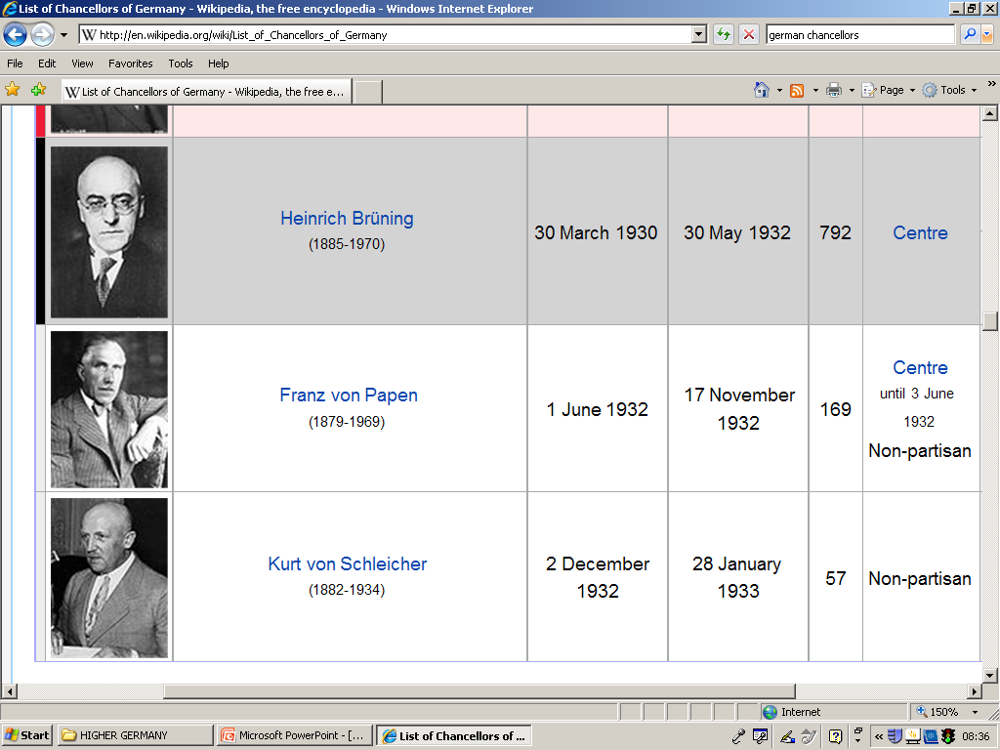 List of Chancellors of Germany - Wikipedia, the free encyclopedia - Windows Internet Explorer
http://en.wikipedia.org/wiki/List_of_Chancellors_of_Germany
german chancellors
File Edit View Favorites Tools Help
List of Chancellors of Germany - Wikipedia, the free e...
Page Tools »
Heinrich Brüning
(1885-1970)
30 March 1930
30 May 1932
792
Centre
Franz von Papen
(1879-1969)
1 June 1932
17 November
1932
169
Centre
until 3 June
1932
Non-partisan
Kurt von Schleicher
(1882-1934)
2 December
1932
28 January
1933
57
Non-partisan
Internet
150%
Start
HIGHER GERMANY
Microsoft PowerPoint - [...
List of Chancellors of ...
« 08:36